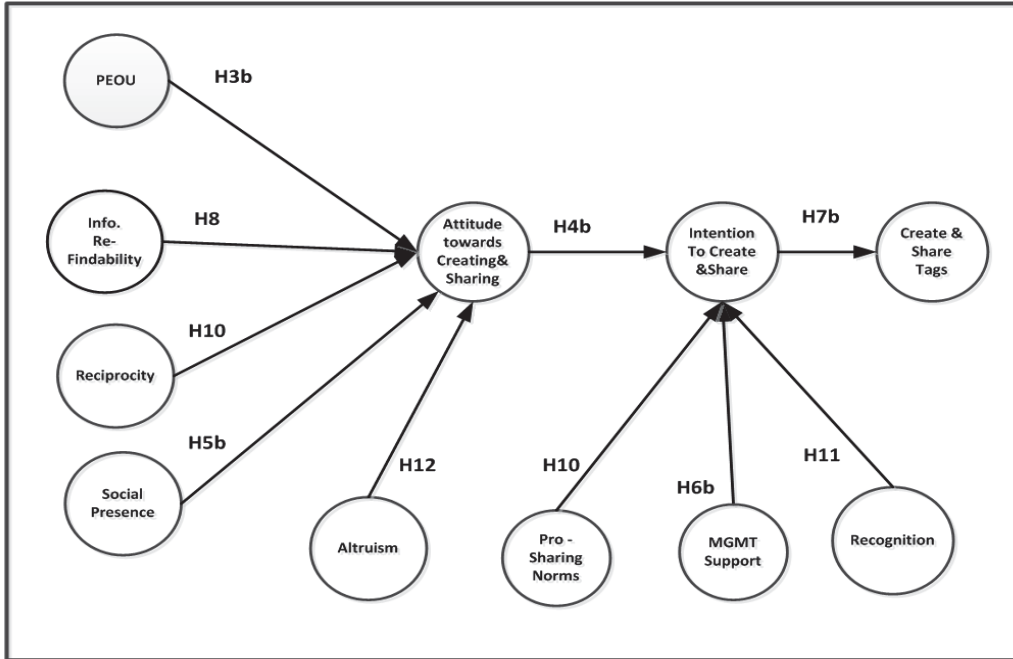 PEOU
H3b
Info.
Re-
Findability
H8
Reciprocity
H10
Social
Presence
H5b
Altruism
H12
Attitude
towards
Creating&
Sharing
H4b
Intention
To Create
&Share
H7b
Create &
Share
Tags
Pro -
Sharing
Norms
H10
MGMT
Support
H6b
Recognition
H11